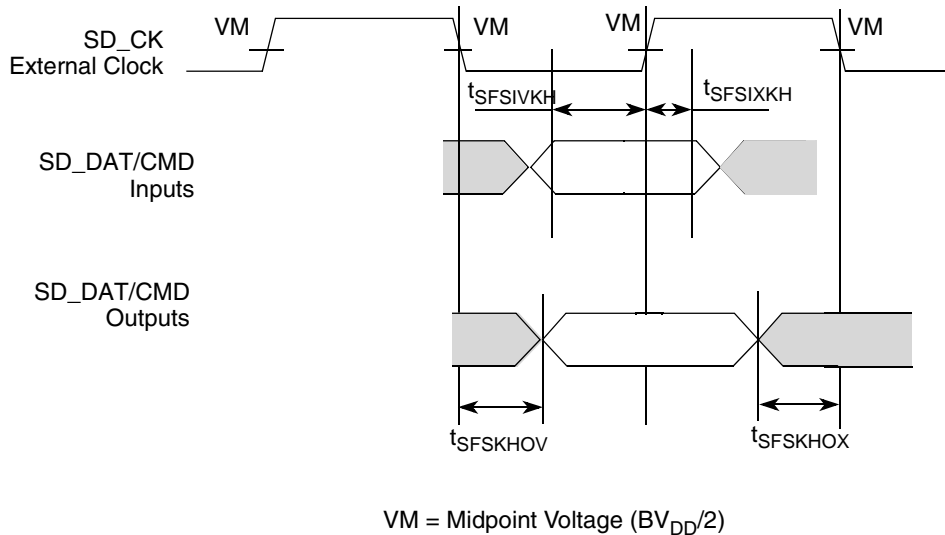 VM VM VM VM
SD_CK
External Clock
tSFSIVKH tSFSIXKH
SD_DAT/CMD
Inputs
SD_DAT/CMD
Outputs
tSFSKHOV tSFSKHOX
VM = Midpoint Voltage (BVDD/2)